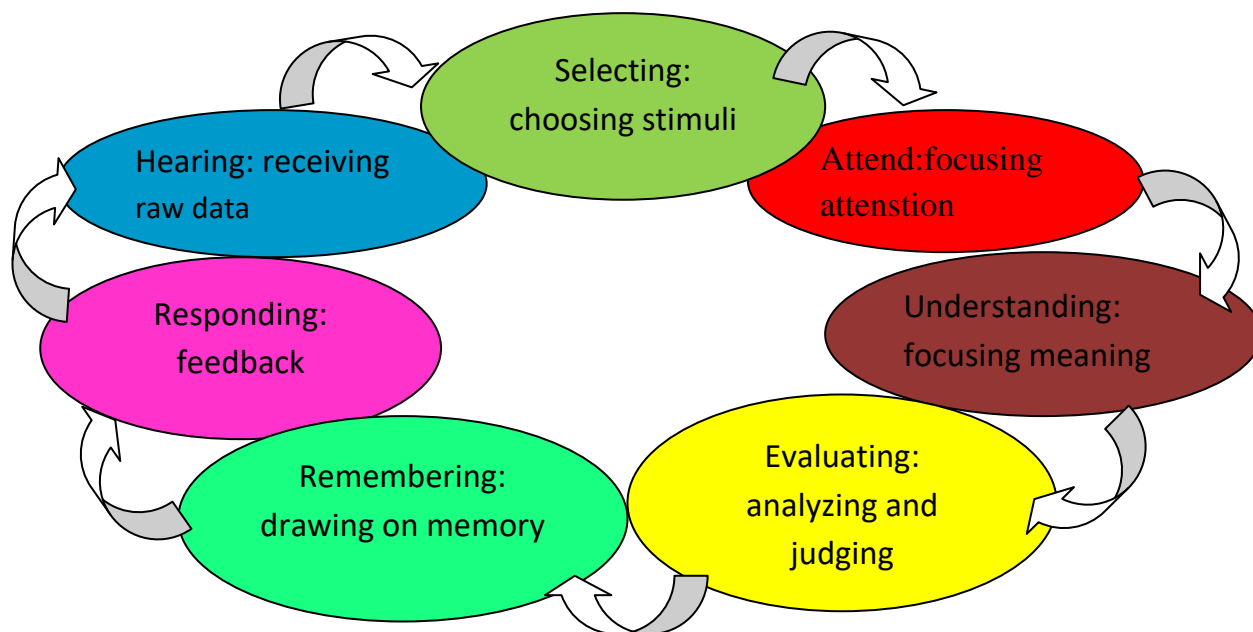 Selecting:
choosing stimuli
Hearing: receiving
raw data
Attend:focusing
attenstion
Responding:
feedback
Understanding:
focusing meaning
Remembering:
drawing on memory
Evaluating:
analyzing and
judging